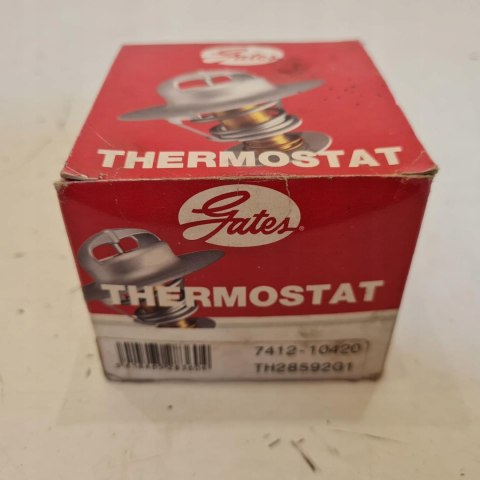 Gates
THERMOSTAT
Gates®
THERMOSTAT
7412-10420
TH28592G1